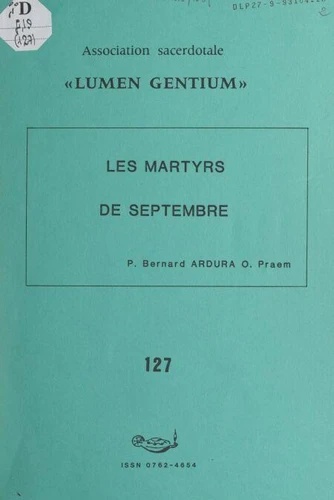 D
Association sacerdotale
«LUMEN GENTIUM»
LES MARTYRS
DE SEPTEMBRE
P. Bernard ARDURA O. Praem
127
ISSN 0762-4654